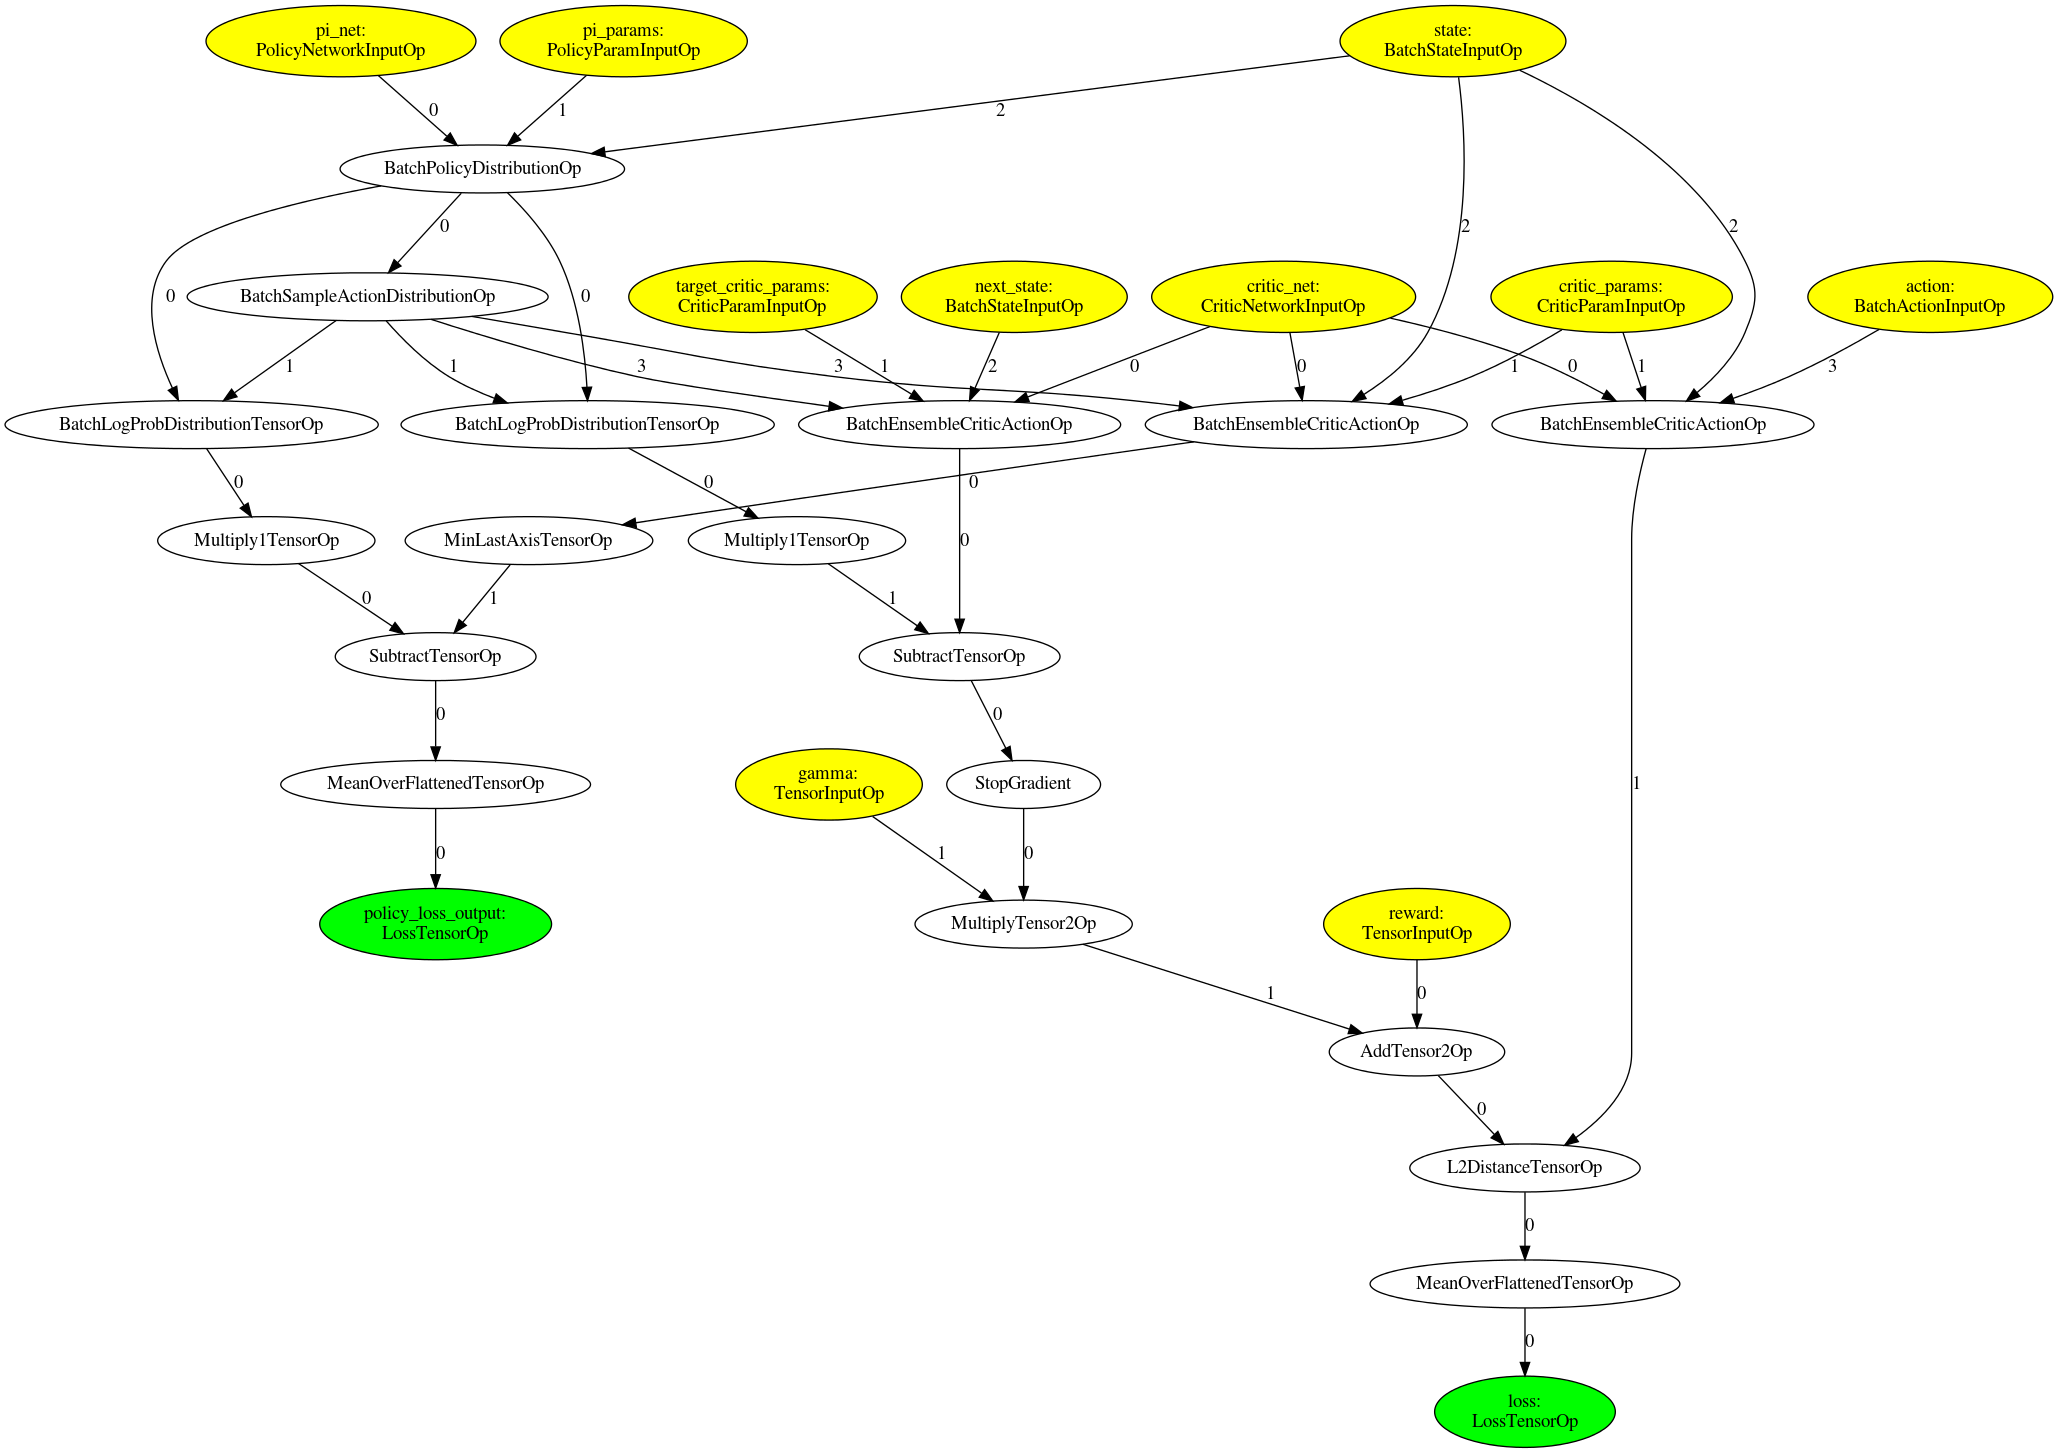 pi_net:
PolicyNetworkInputOp
pi_params:
PolicyParamInputOp
state:
BatchStateInputOp
0
1
2
BatchPolicyDistributionOp
0
2
2
BatchSampleActionDistributionOp
0
0
target_critic_params:
CriticParamInputOp
next_state:
BatchStateInputOp
critic_net:
CriticNetworkInputOp
critic_params:
CriticParamInputOp
action:
BatchActionInputOp
1
1
3
3
1
2
0
0
1
0
1
3
BatchLogProbDistributionTensorOp
BatchLogProbDistributionTensorOp
BatchEnsembleCriticActionOp
BatchEnsembleCriticActionOp
BatchEnsembleCriticActionOp
0
0
0
Multiply1TensorOp
MinLastAxisTensorOp
Multiply1TensorOp
0
0
1
1
SubtractTensorOp
SubtractTensorOp
0
0
MeanOverFlattenedTensorOp
gamma:
TensorInputOp
StopGradient
1
0
1
0
policy_loss_output:
LossTensorOp
MultiplyTensor2Op
reward:
TensorInputOp
1
0
AddTensor2Op
0
L2DistanceTensorOp
0
MeanOverFlattenedTensorOp
0
loss:
LossTensorOp